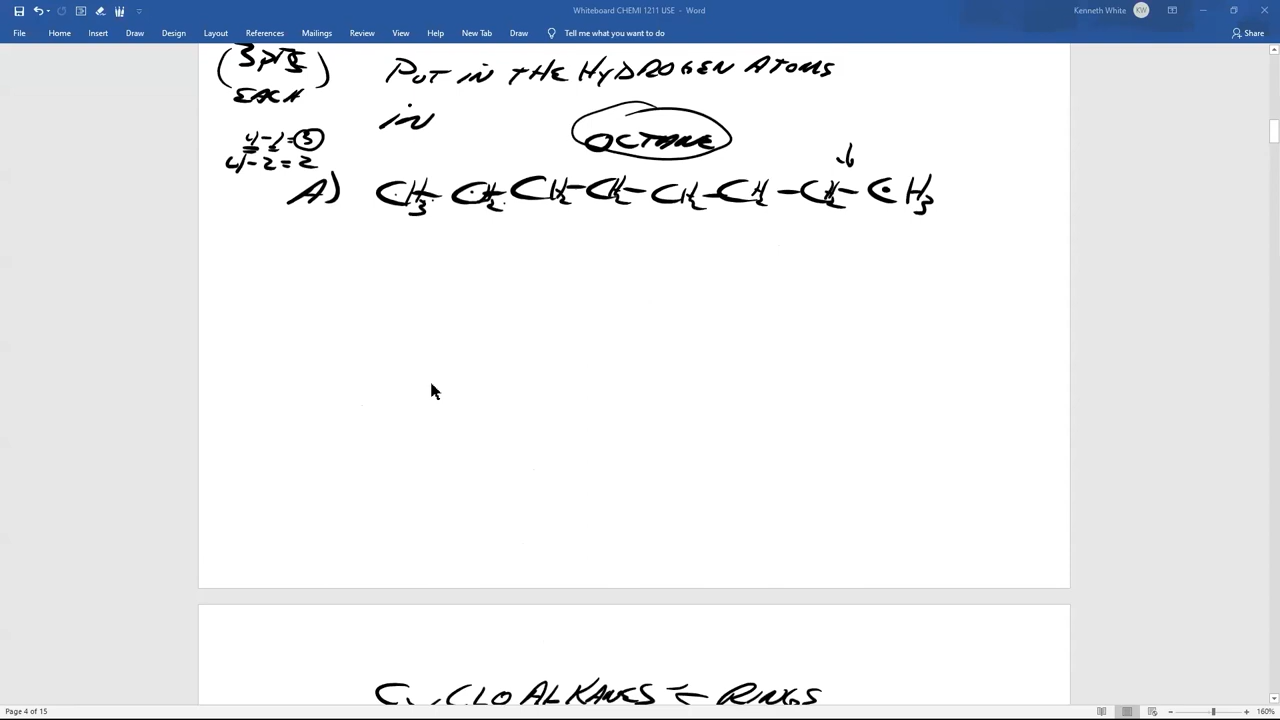 Whiteboard CHEMI 1211 USE - Word
Kenneth White KW
File Home Insert Draw Design Layout References Mailings Review View Help New Tab Draw Tell me what you want to do Share
(3pts
EACH)
PUT IN THE HYDROGEN ATOMS
IN
OCTANE
4-1=3
4-2=2
A) CH3-CH2-CH2-CH2-CH2-CH2-CH2-CH3
CYCLOALKANES ← RINGS
Page 4 of 15
160%